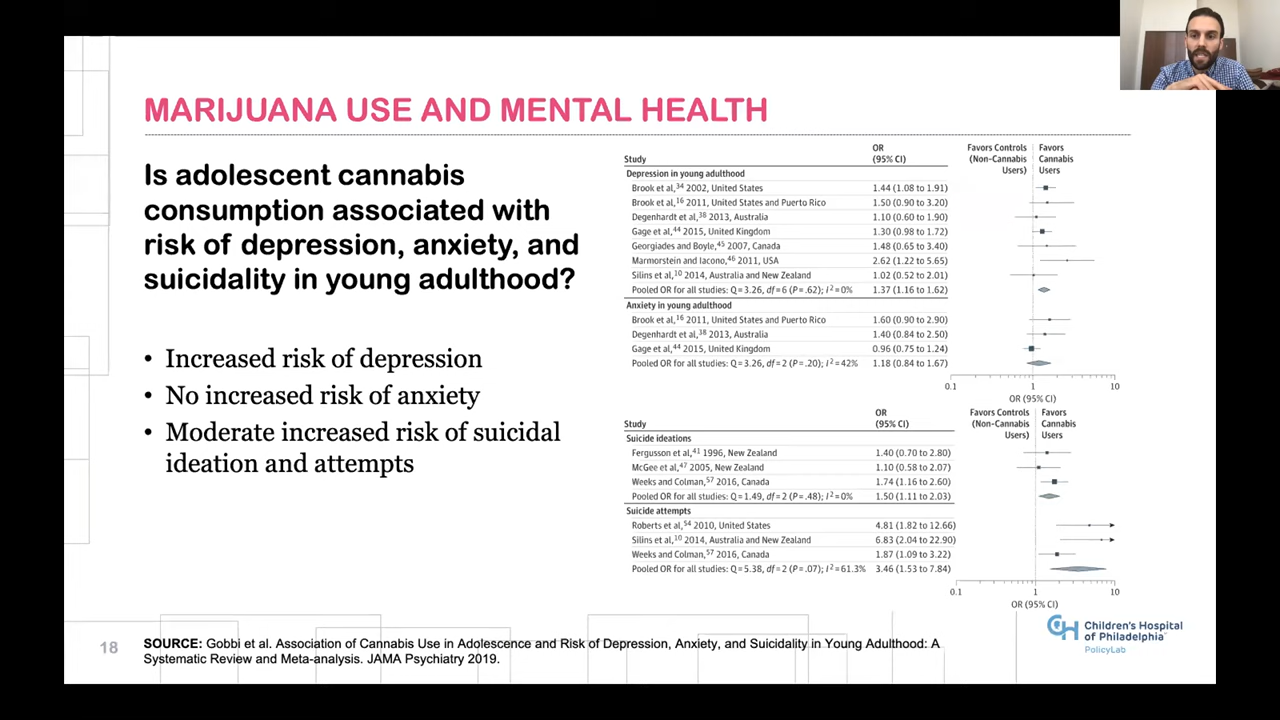 MARIJUANA USE AND MENTAL HEALTH
Is adolescent cannabis
consumption associated with
risk of depression, anxiety, and
suicidality in young adulthood?
• Increased risk of depression
• No increased risk of anxiety
• Moderate increased risk of suicidal
ideation and attempts
Study OR (95% CI) Favors Controls (Non-Cannabis Users) Favors Cannabis Users
Depression in young adulthood
Brook et al,34 2002, United States 1.44 (1.08 to 1.91)
Brook et al,16 2011, United States and Puerto Rico 1.50 (0.90 to 3.20)
Degenhardt et al,38 2013, Australia 1.10 (0.60 to 1.90)
Gage et al,44 2015, United Kingdom 1.30 (0.98 to 1.72)
Georgiades and Boyle,45 2007, Canada 1.48 (0.65 to 3.40)
Marmorstein and Iacono,46 2011, USA 2.62 (1.22 to 5.65)
Silins et al,10 2014, Australia and New Zealand 1.02 (0.52 to 2.01)
Pooled OR for all studies: Q = 3.26, df = 6 (P = .62); I2 = 0% 1.37 (1.16 to 1.62)
Anxiety in young adulthood
Brook et al,16 2011, United States and Puerto Rico 1.60 (0.90 to 2.90)
Degenhardt et al,38 2013, Australia 1.40 (0.84 to 2.50)
Gage et al,44 2015, United Kingdom 0.96 (0.75 to 1.24)
Pooled OR for all studies: Q = 3.26, df = 2 (P = .20); I2 = 42% 1.18 (0.84 to 1.67)
0.1 1 10
OR (95% CI)
Study OR (95% CI) Favors Controls (Non-Cannabis Users) Favors Cannabis Users
Suicide ideations
Fergusson et al,41 1996, New Zealand 1.40 (0.70 to 2.80)
McGee et al,47 2005, New Zealand 1.10 (0.58 to 2.07)
Weeks and Colman,57 2016, Canada 1.74 (1.16 to 2.60)
Pooled OR for all studies: Q = 1.49, df = 2 (P = .48); I2 = 0% 1.50 (1.11 to 2.03)
Suicide attempts
Roberts et al,54 2010, United States 4.81 (1.82 to 12.66)
Silins et al,10 2014, Australia and New Zealand 6.83 (2.04 to 22.90)
Weeks and Colman,57 2016, Canada 1.87 (1.09 to 3.22)
Pooled OR for all studies: Q = 5.38, df = 2 (P = .07); I2 = 61.3% 3.46 (1.53 to 7.84)
0.1 1 10
OR (95% CI)
18
SOURCE: Gobbi et al. Association of Cannabis Use in Adolescence and Risk of Depression, Anxiety, and Suicidality in Young Adulthood: A
Systematic Review and Meta-analysis. JAMA Psychiatry 2019.
CH Children's Hospital
of Philadelphia
PolicyLab